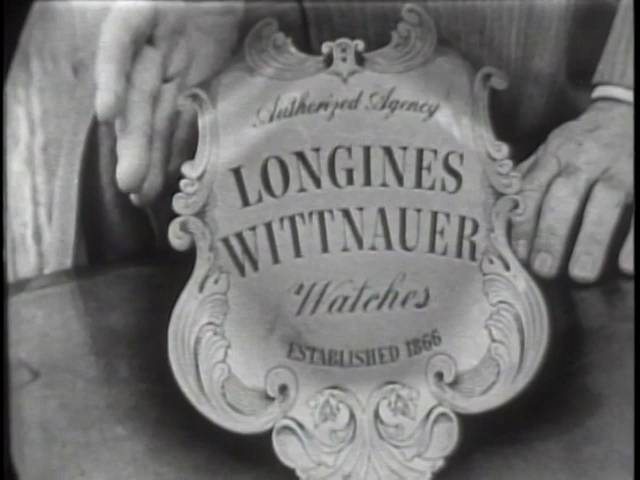 Authorized Agency
LONGINES
WITTNAUER
Watches
ESTABLISHED 1866